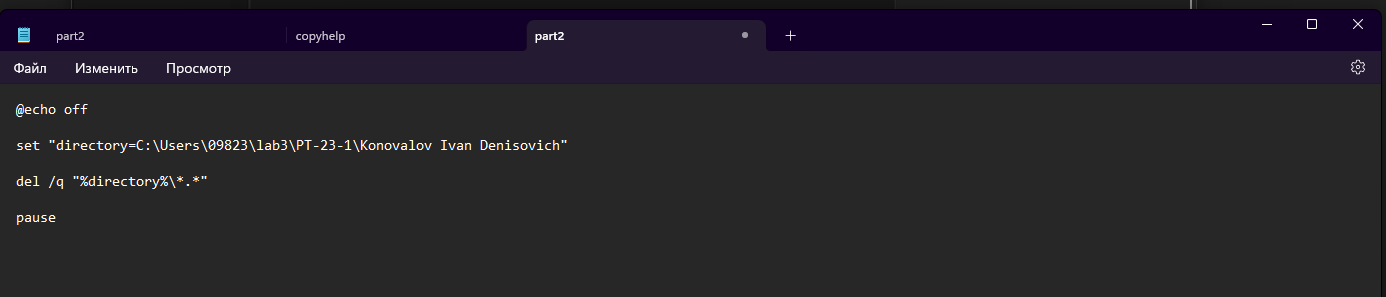 part2
copyhelp
part2
Файл
Изменить
Просмотр
@echo off
set "directory=C:\Users\09823\lab3\PT-23-1\Konovalov Ivan Denisovich"
del /q "%directory%\*.*"
pause